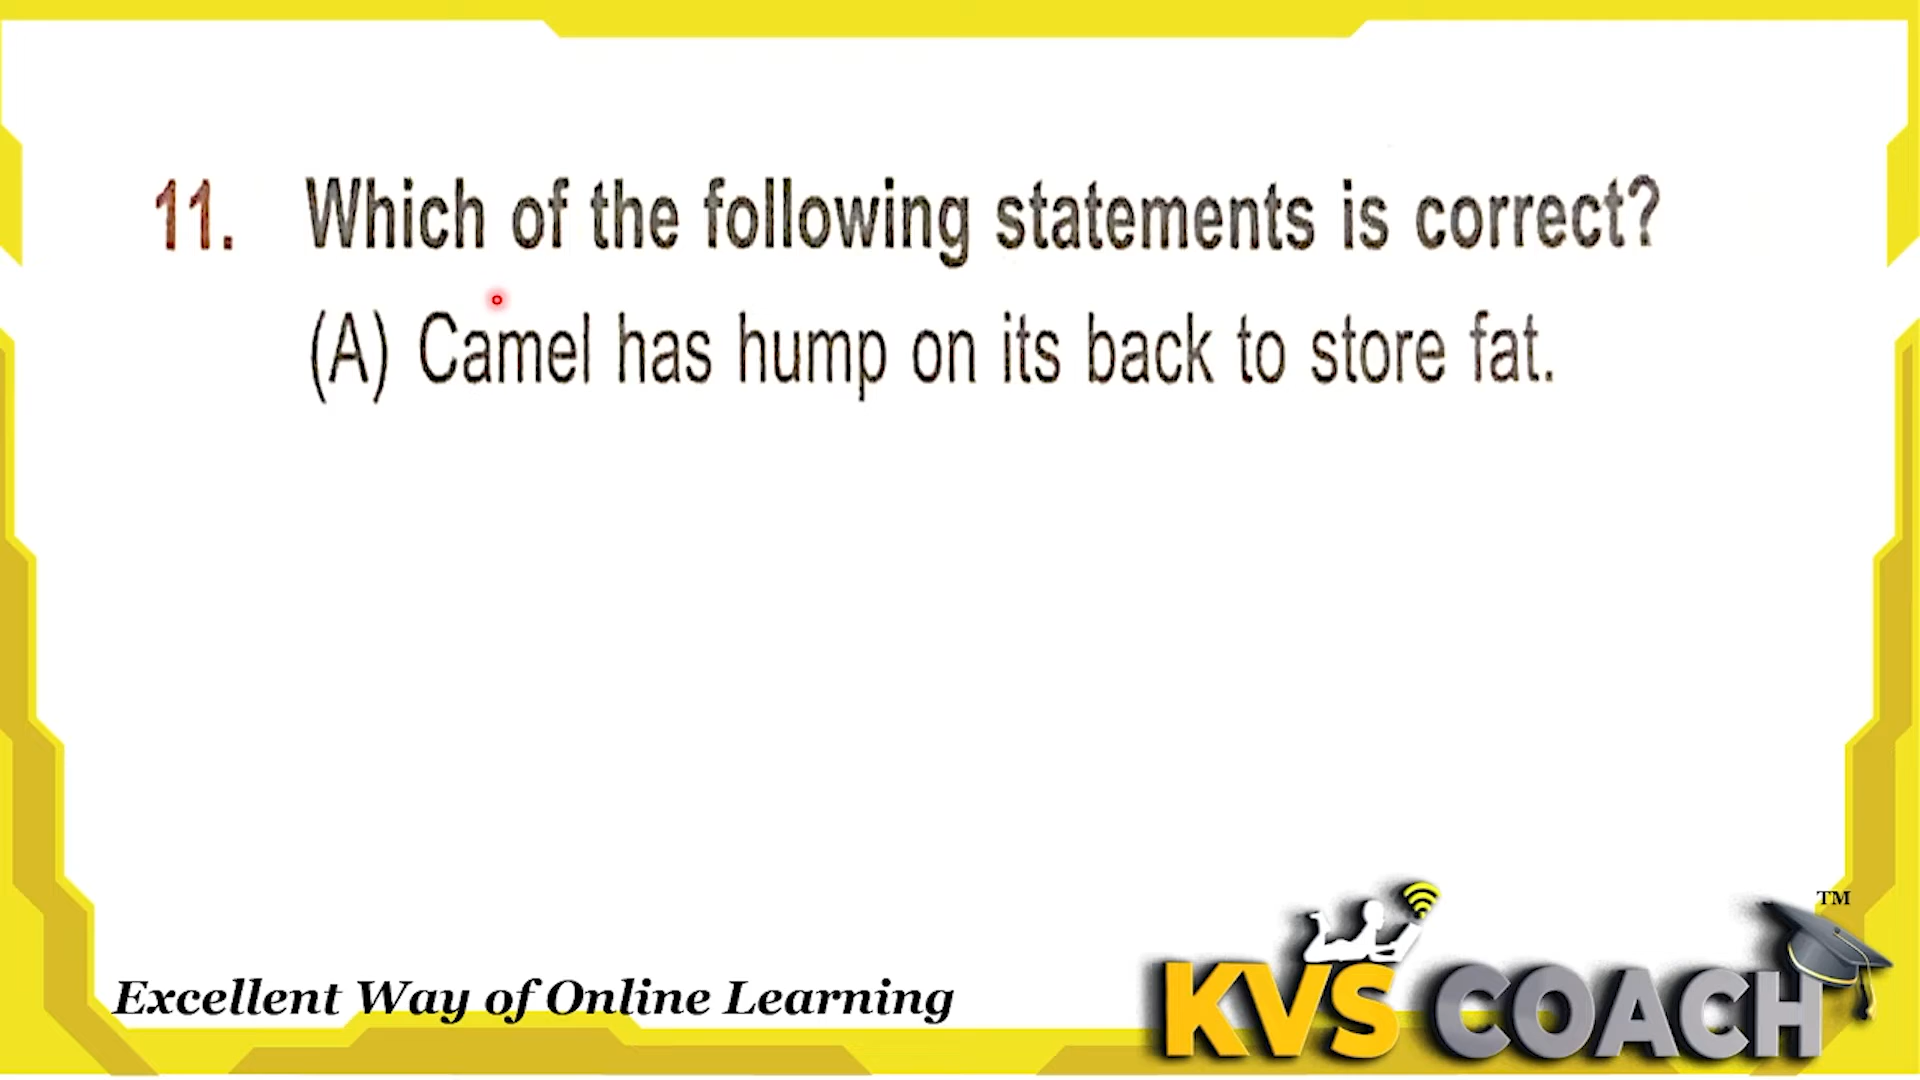 11. Which of the following statements is correct?
(A) Camel has hump on its back to store fat.
TM
Excellent Way of Online Learning
KVS COACH